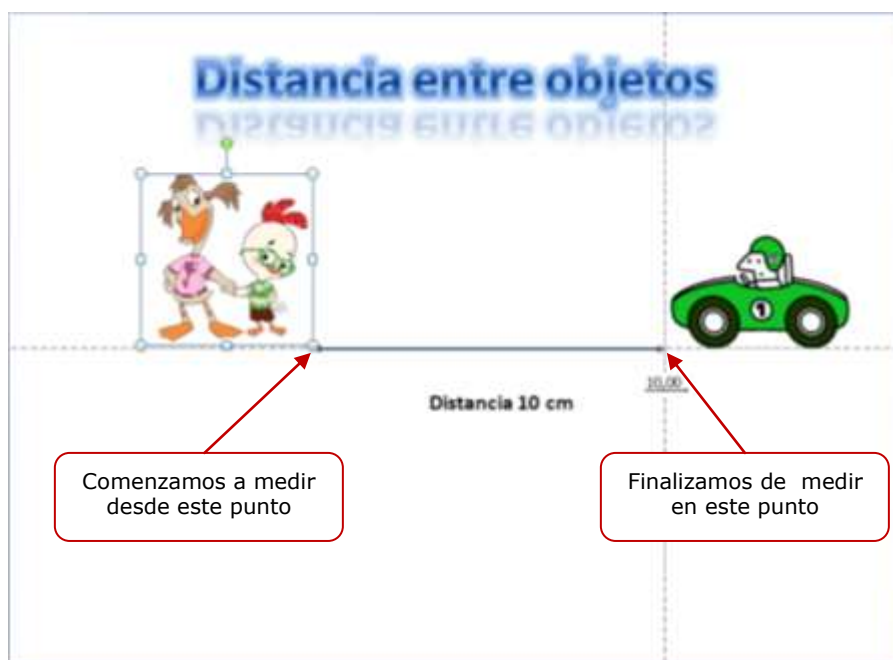 Distancia entre objetos
1
10,00
Distancia 10 cm
Comenzamos a medir
desde este punto
Finalizamos de medir
en este punto